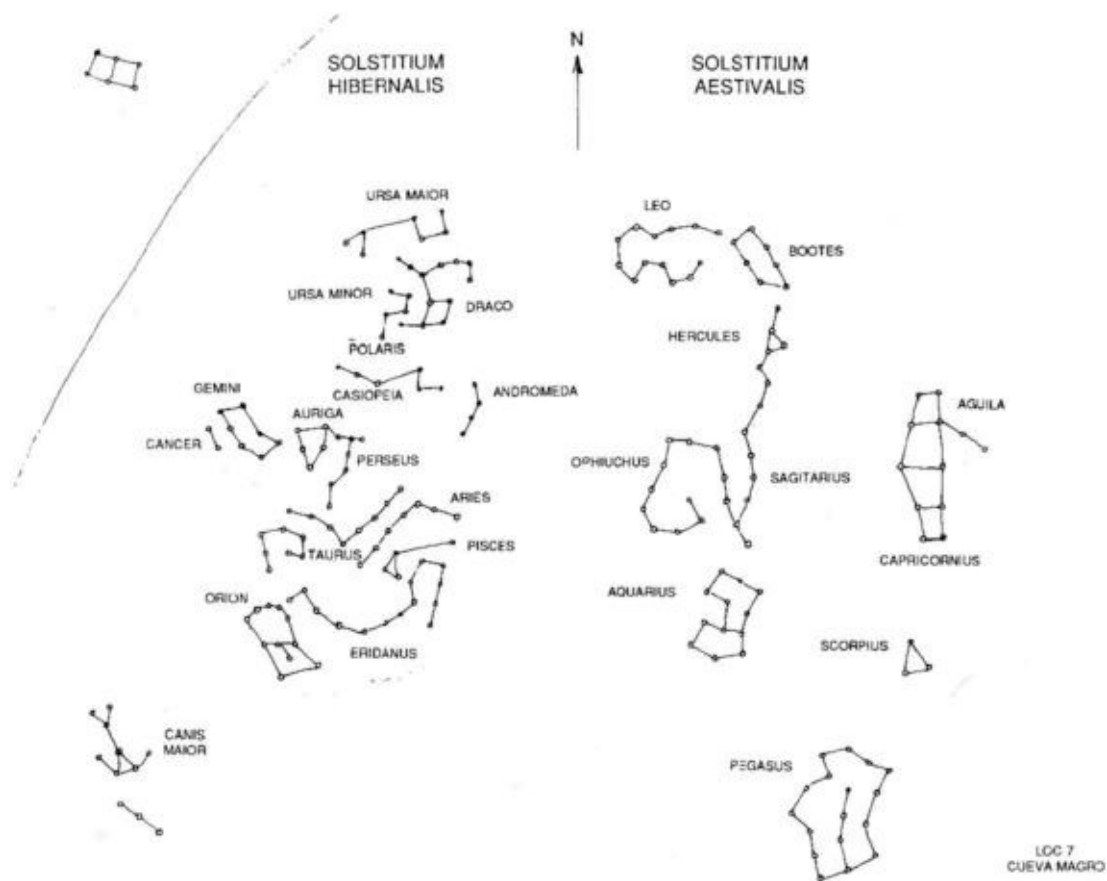 SOLSTITIUM
HIBERNALIS
N
SOLSTITIUM
AESTIVALIS
URSA MAIOR
LEO
BOOTES
URSA MINOR
DRACO
HERCULES
POLARIS
GEMINI
CASIOPEIA
ANDROMEDA
AURIGA
AGUILA
CANCER
PERSEUS
OPHIUCHUS
SAGITARIUS
ARIES
PISCES
TAURUS
CAPRICORNIUS
ORION
AQUARIUS
ERIDANUS
SCORPIUS
CANIS
MAIOR
PEGASUS
LOC 7
CUEVA MAGRO